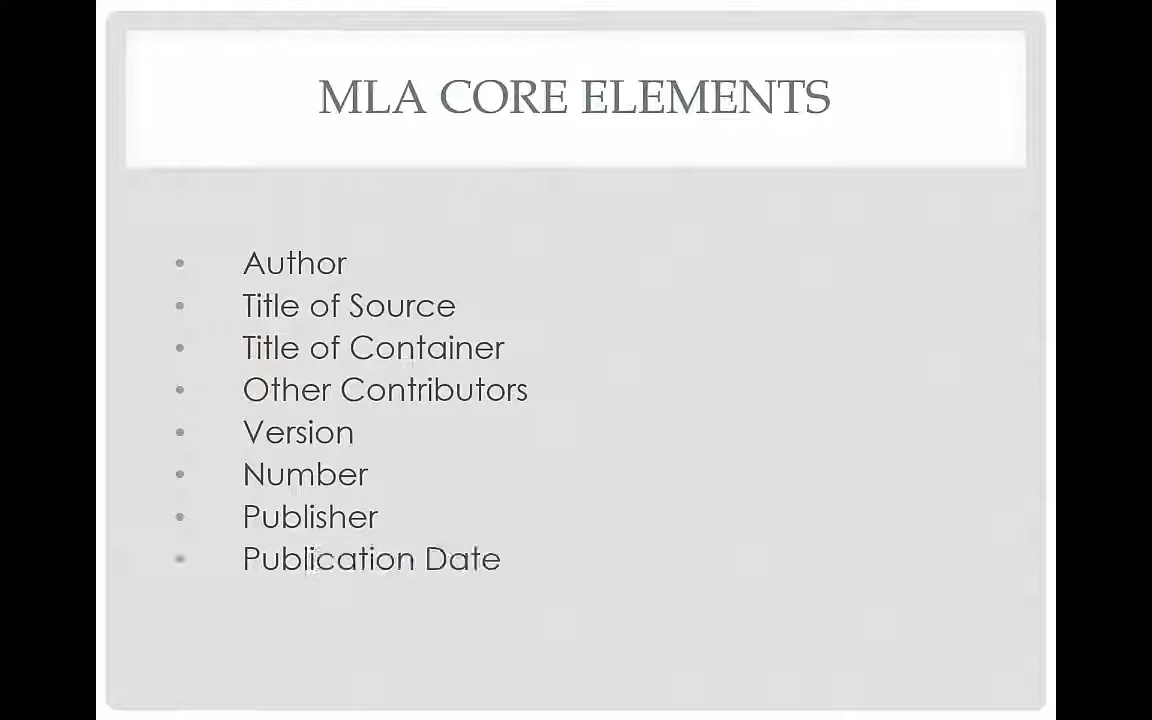 MLA CORE ELEMENTS
• Author
• Title of Source
• Title of Container
• Other Contributors
• Version
• Number
• Publisher
• Publication Date